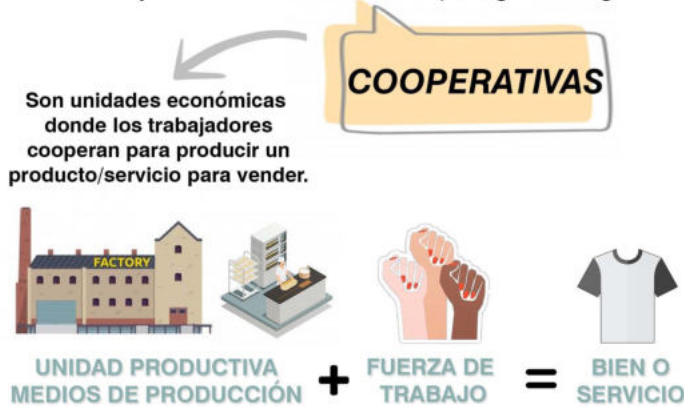 COOPERATIVAS
Son unidades económicas
donde los trabajadores
cooperan para producir un
producto/servicio para vender.
FACTORY
UNIDAD PRODUCTIVA
MEDIOS DE PRODUCCIÓN
+
FUERZA DE
TRABAJO
=
BIEN O
SERVICIO